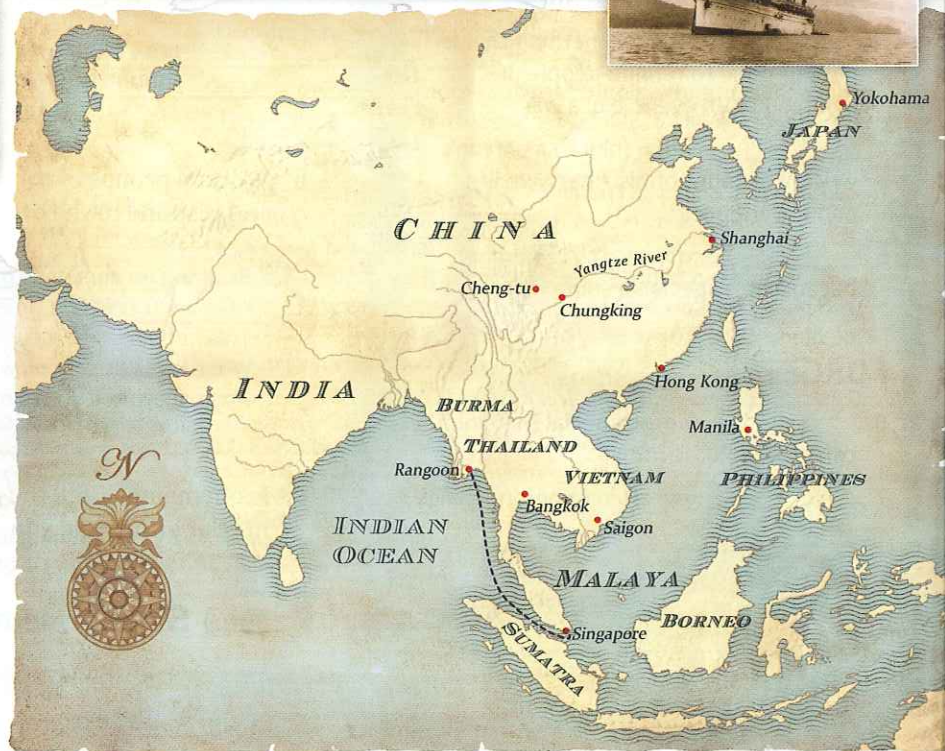 Yokohama
JAPAN
CHINA
Shanghai
Yangtze River
Cheng-tu
Chungking
Hong Kong
INDIA
BURMA
Manila
THAILAND
Rangoon
VIETNAM
PHILIPPINES
N
Bangkok
Saigon
INDIAN
OCEAN
MALAYA
BORNEO
Singapore
SUMATRA